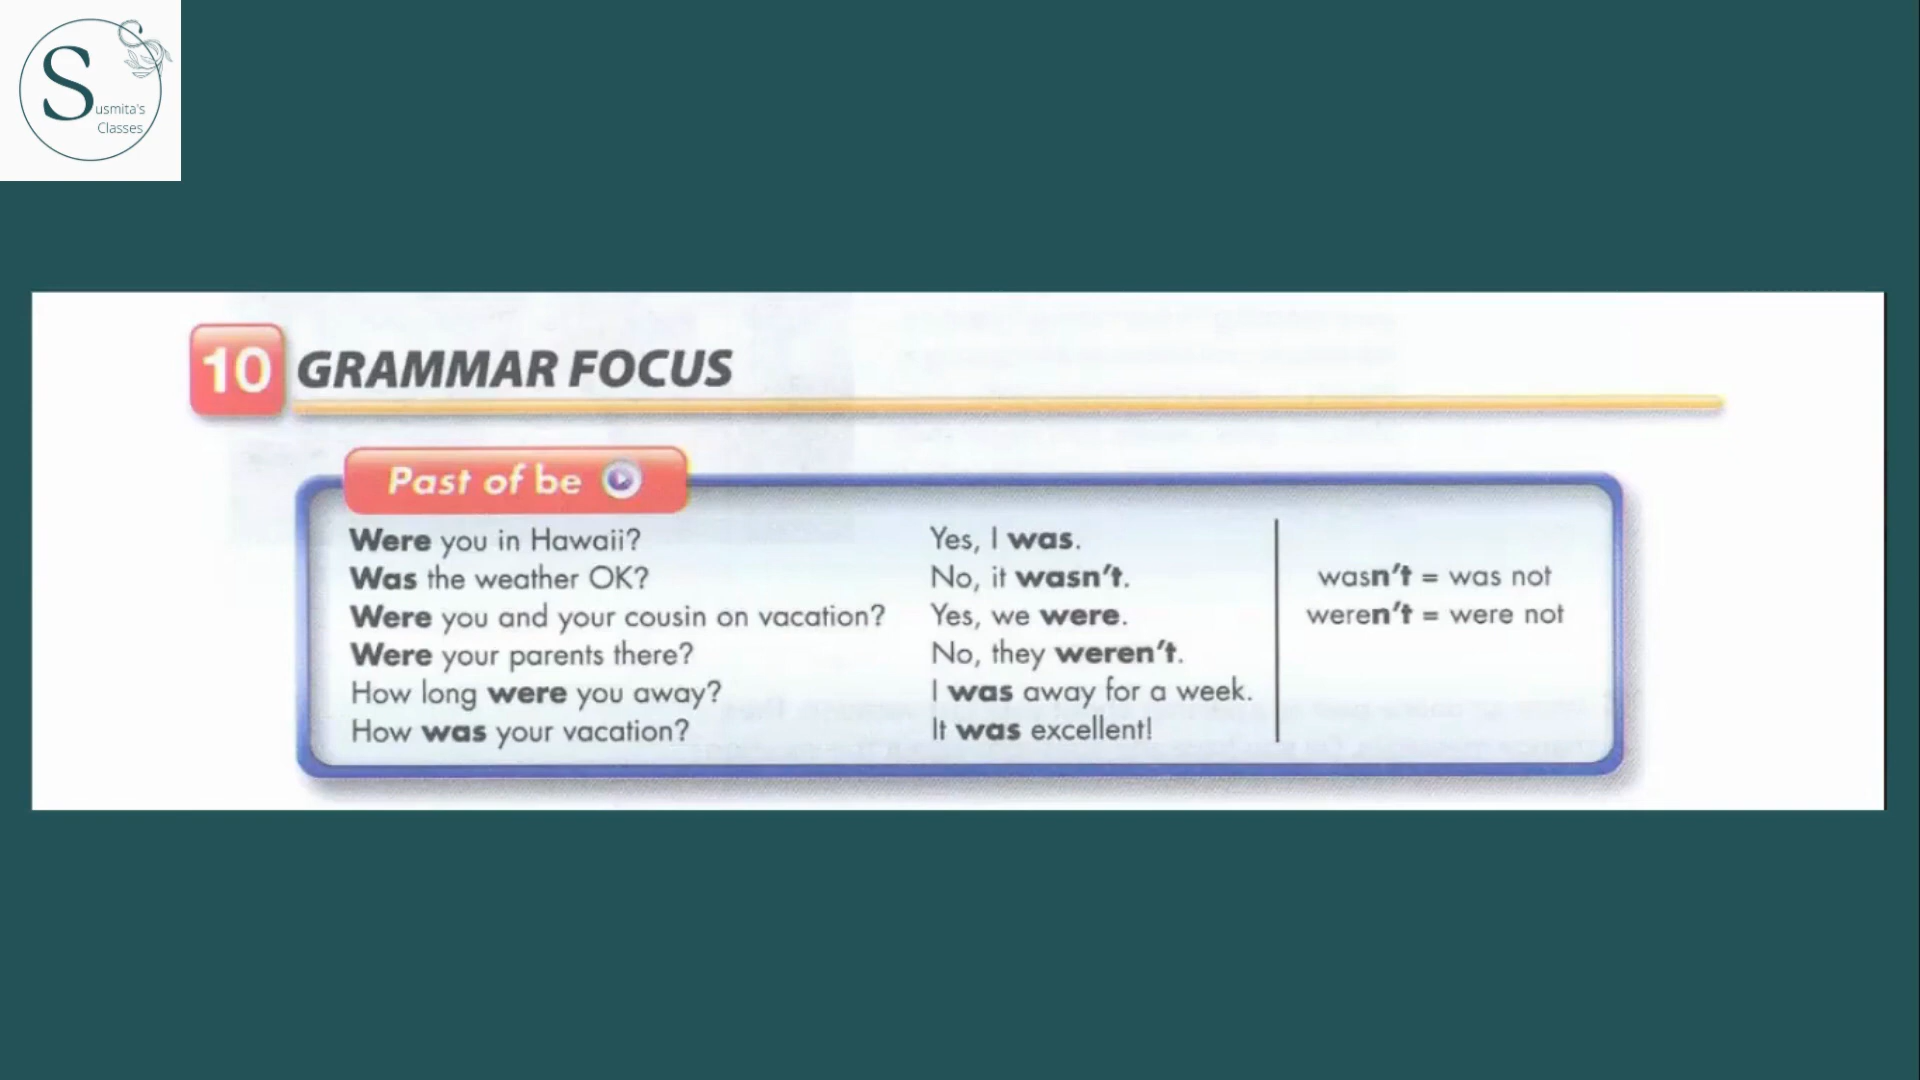 Susmita's
Classes
10 GRAMMAR FOCUS
Past of be
Were you in Hawaii? Yes, I was.
Was the weather OK? No, it wasn't. wasn't = was not
Were you and your cousin on vacation? Yes, we were. weren't = were not
Were your parents there? No, they weren't.
How long were you away? I was away for a week.
How was your vacation? It was excellent!